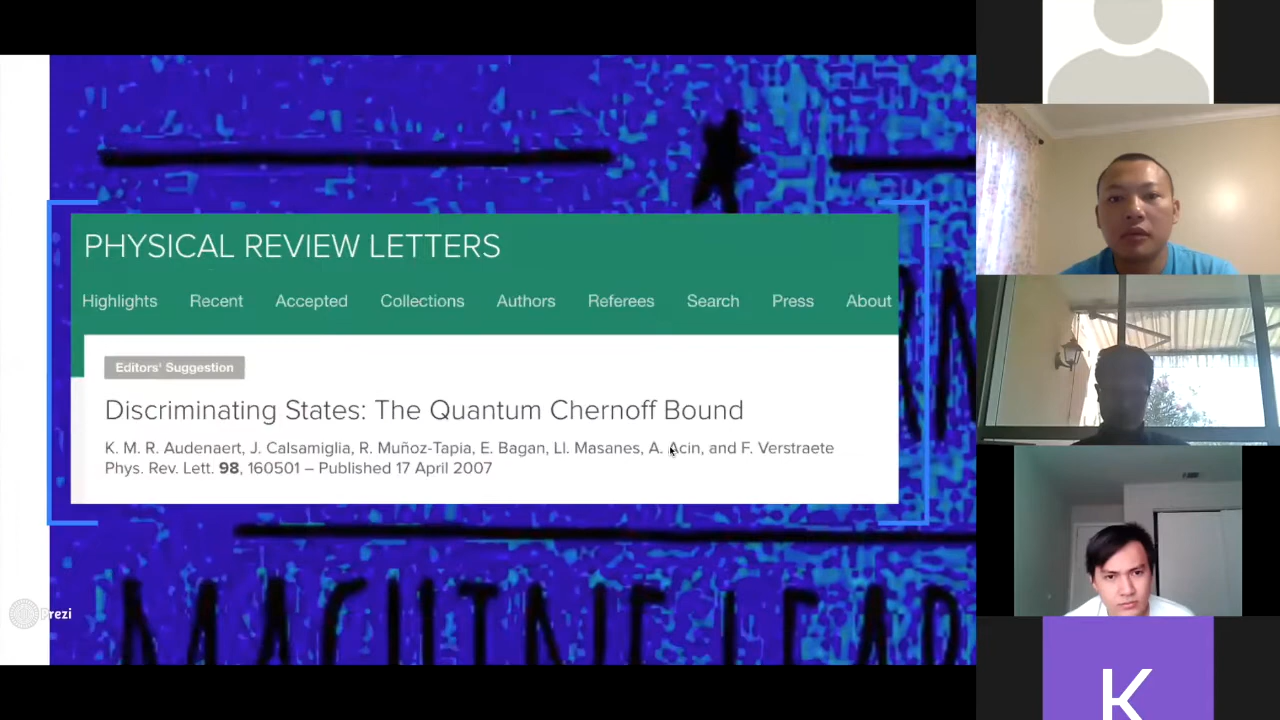 PHYSICAL REVIEW LETTERS
Highlights Recent Accepted Collections Authors Referees Search Press About
Editors' Suggestion
Discriminating States: The Quantum Chernoff Bound
K. M. R. Audenaert, J. Calsamiglia, R. Muñoz-Tapia, E. Bagan, Ll. Masanes, A. Acin, and F. Verstraete
Phys. Rev. Lett. 98, 160501 – Published 17 April 2007
Prezi
MACHINE LEAR
K